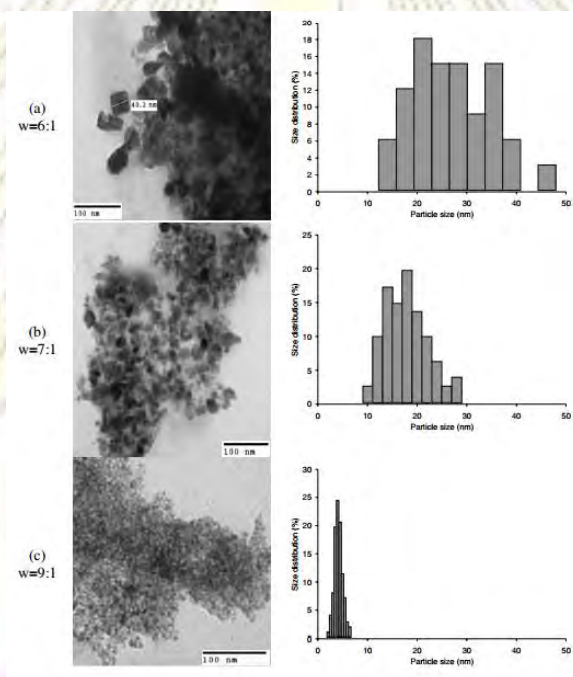 (a)
w=6:1
40.2 nm
100 nm
Size distribution (%)
20
18
16
14
12
10
8
6
4
2
0
0 10 20 30 40 50
Particle size (nm)
(b)
w=7:1
100 nm
Size distribution (%)
25
20
15
10
5
0
0 10 20 30 40 50
Particle size (nm)
(c)
w=9:1
100 nm
Size distribution (%)
30
25
20
15
10
5
0
0 10 20 30 40 50
Particle size (nm)